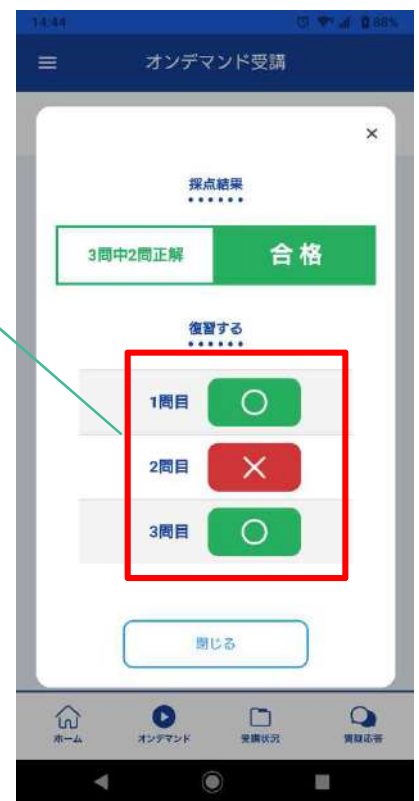 14:44
88%
オンデマンド受講
×
採点結果
3問中2問正解
合格
復習する
1問目 ○
2問目 ×
3問目 ○
閉じる
ホーム オンデマンド 受講状況 質疑応答